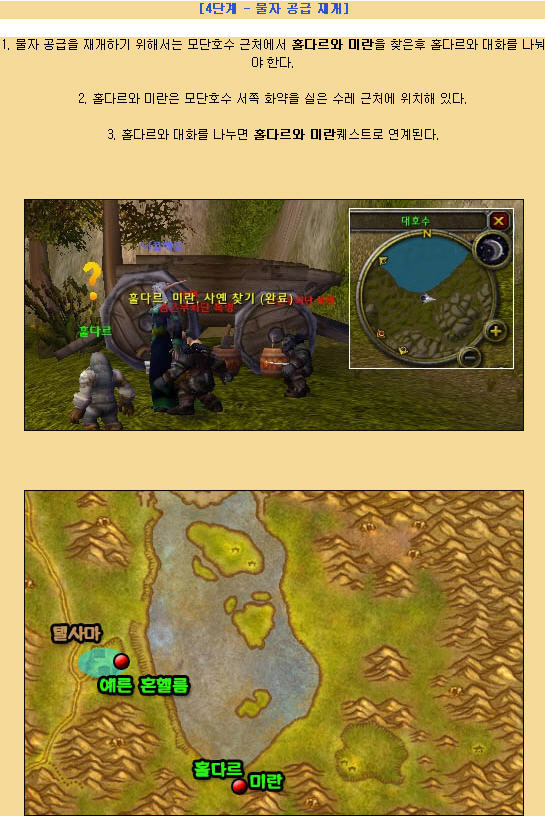 [4단계 - 물자 공급 재개]
1. 물자 공급을 재개하기 위해서는 모단호수 근처에서 홀다르와 미란을 찾은후 홀다르와 대화를 나눠
야 한다.
2. 홀다르와 미란은 모단호수 서쪽 화약을 실은 수레 근처에 위치해 있다.
3. 홀다르와 대화를 나누면 홀다르와 미란퀘스트로 연계된다.
대호수
N
홀다르, 미란, 사옌 찾기 (완료)
홀다르
텔사마
예른 혼헬름
홀다르
미란